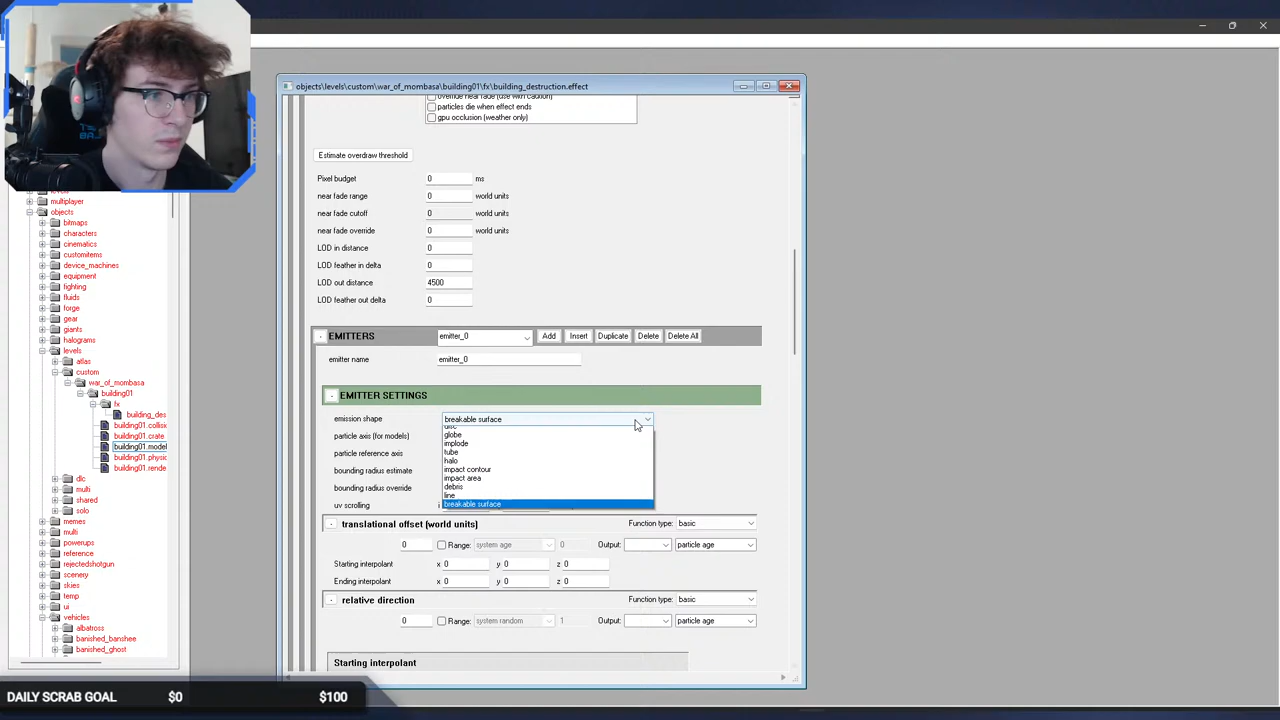 objects\levels\custom\war_of_mombasa\building01\fx\building_destruction.effect
override near fade (use with caution)
particles die when effect ends
gpu occlusion (weather only)
Estimate overdraw threshold
Pixel budget 0 ms
near fade range 0 world units
near fade cutoff 0 world units
near fade override 0 world units
LOD in distance 0
LOD feather in delta 0
LOD out distance 4500
LOD feather out delta 0
- EMITTERS emitter_0 Add Insert Duplicate Delete Delete All
emitter name emitter_0
- EMITTER SETTINGS
emission shape breakable surface
disc
globe
particle axis (for models)
implode
tube
particle reference axis
halo
bounding radius estimate
impact contour
impact area
bounding radius override
debris
line
uv scrolling
breakable surface
- translational offset (world units) Function type: basic
0 Range: system age 0 Output: particle age
Starting interpolant x 0 y 0 z 0
Ending interpolant x 0 y 0 z 0
- relative direction Function type: basic
0 Range: system random 1 Output: particle age
Starting interpolant
levels
multiplayer
objects
bitmaps
characters
cinematics
customitems
device_machines
equipment
fighting
fluids
forge
gear
giants
halograms
levels
atlas
custom
war_of_mombasa
building01
fx
building_des
building01.collisi
building01.crate
building01.model
building01.physi
building01.rende
dlc
multi
shared
solo
memes
multi
powerups
reference
rejectedshotgun
scenery
skies
temp
ui
vehicles
albatross
banished_banshee
banished_ghost
DAILY SCRAB GOAL $0 $100